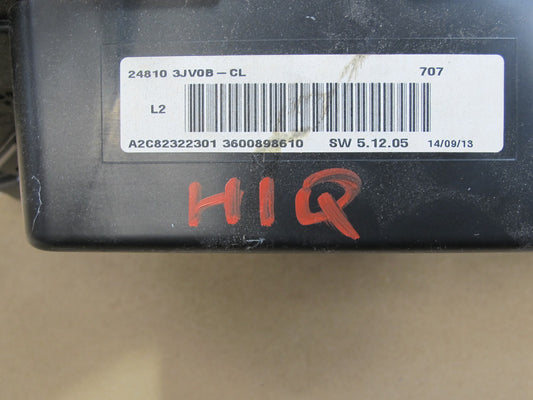 24810 3JV0B-CL 707
L2
A2C82322301 3600898610 SW 5.12.05 14/09/13
HIQ